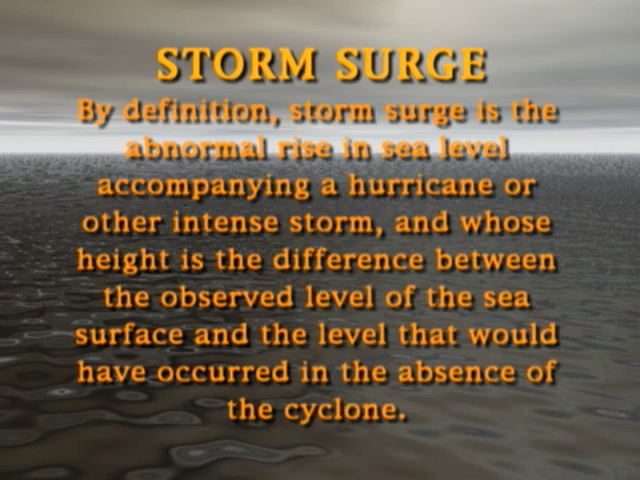 STORM SURGE
By definition, storm surge is the
abnormal rise in sea level
accompanying a hurricane or
other intense storm, and whose
height is the difference between
the observed level of the sea
surface and the level that would
have occurred in the absence of
the cyclone.